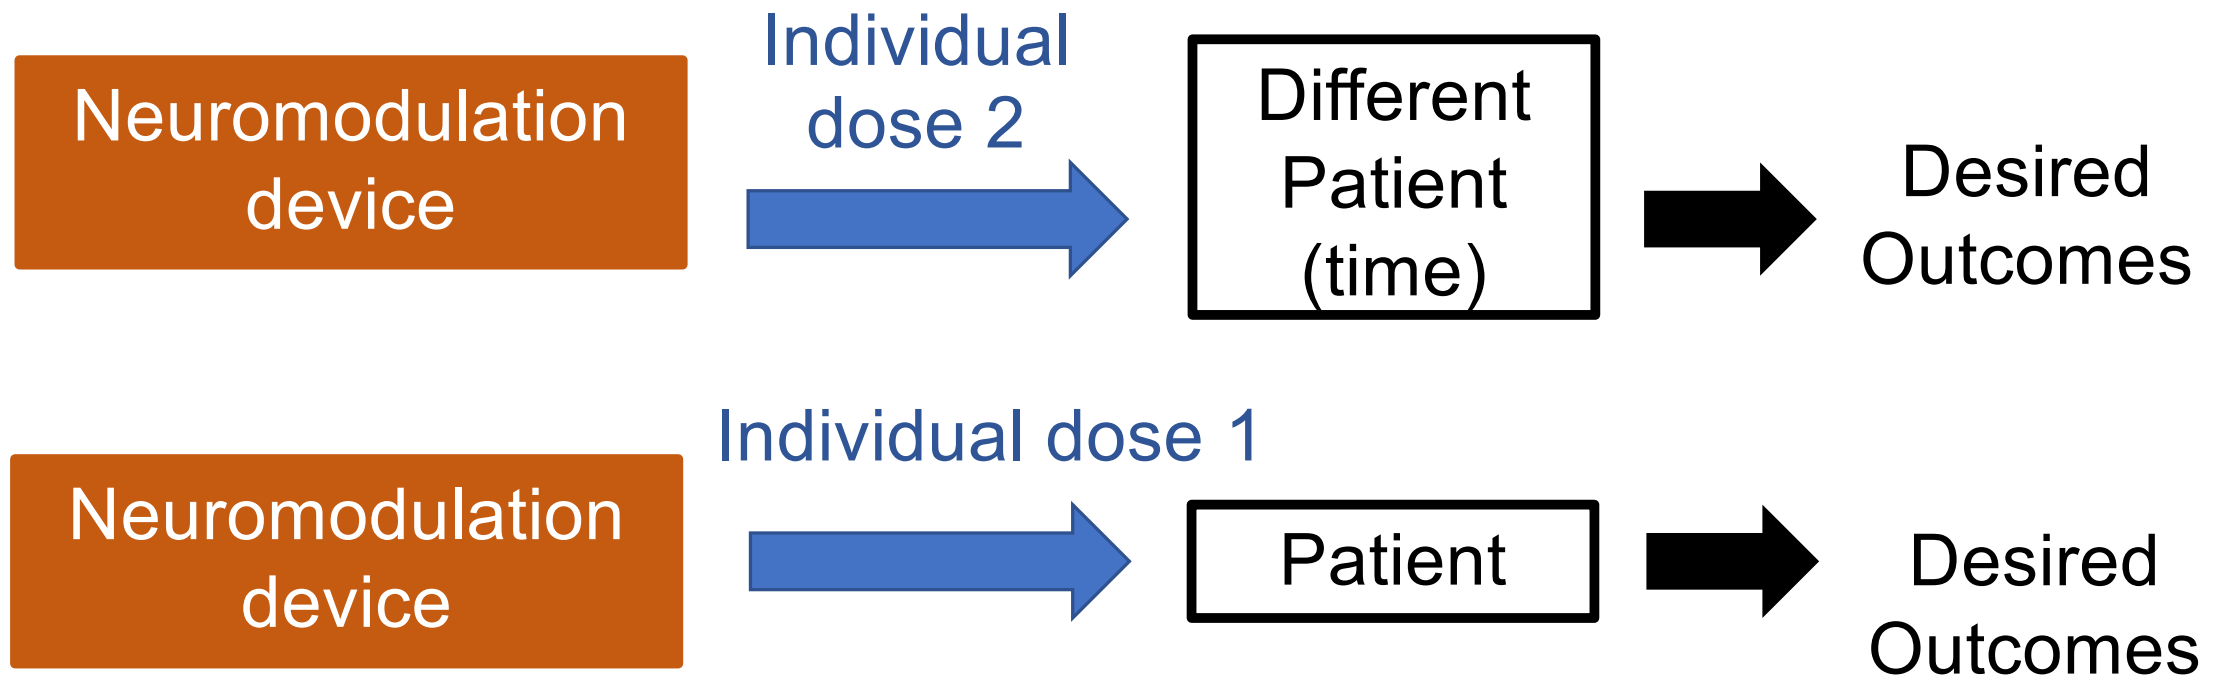 Neuromodulation
device
Individual
dose 2
Different
Patient
(time)
Desired
Outcomes
Neuromodulation
device
Individual dose 1
Patient
Desired
Outcomes